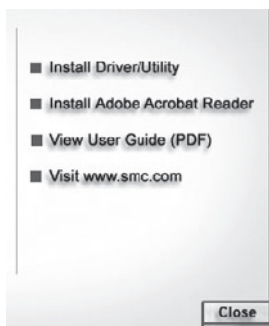 Install Driver/Utility
Install Adobe Acrobat Reader
View User Guide (PDF)
Visit www.smc.com
Close